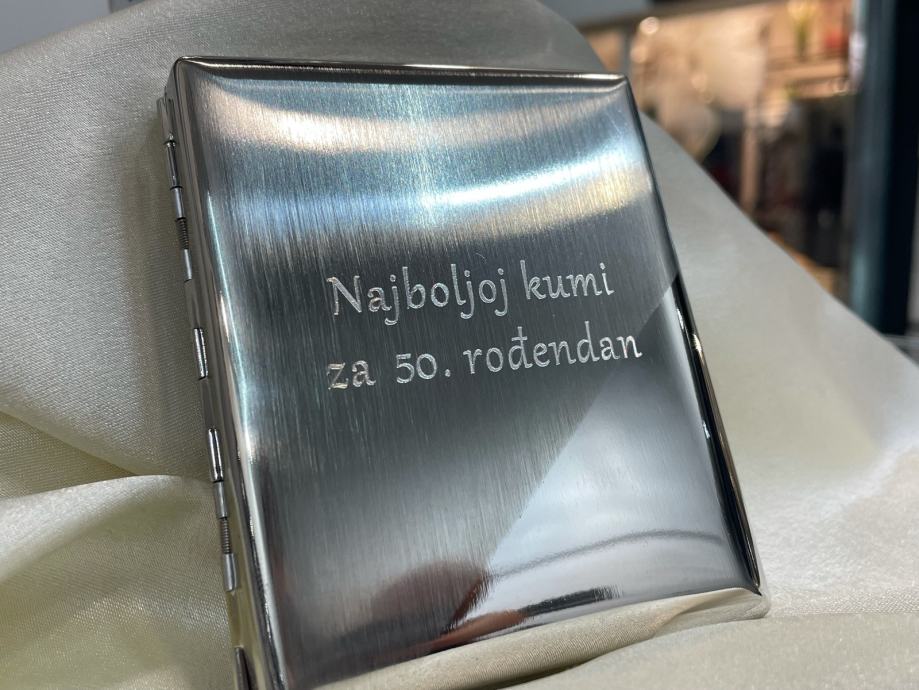 Najboljoj kumi
za 50. rođendan